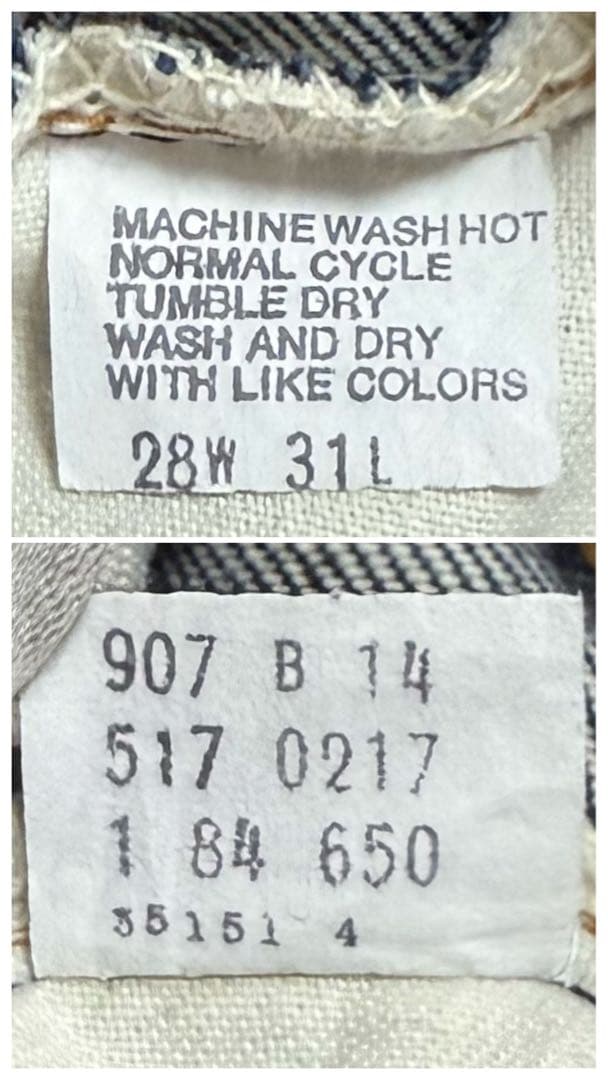 MACHINE WASH HOT
NORMAL CYCLE
TUMBLE DRY
WASH AND DRY
WITH LIKE COLORS
28W 31L
907 B 14
517 0217
1 84 650
35151 4